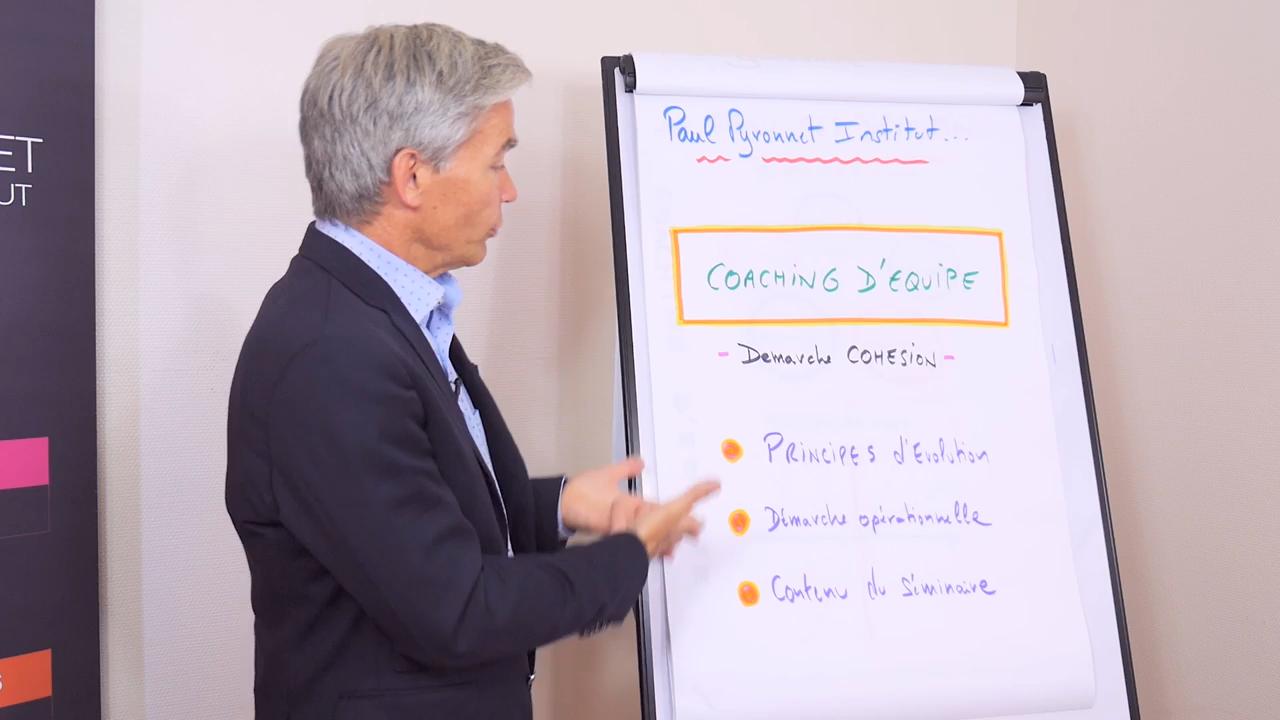 ET
UT
S
Paul Pyronnet Institut...
COACHING D'EQUIPE
- Demarche COHESION -
PRINCIPES d'Evolution
Démarche opérationnelle
Contenu du Séminaire